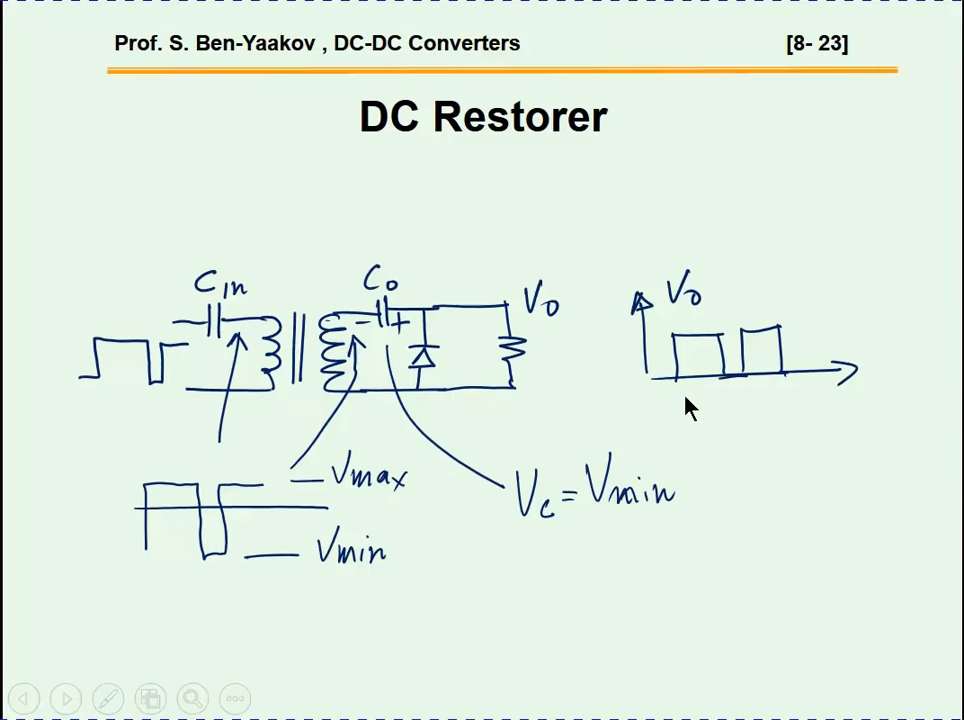 Prof. S. Ben-Yaakov , DC-DC Converters [8- 23]
DC Restorer
Cin
Co
- +
Vo
Vo
Vmax
Vc = Vmin
Vmin